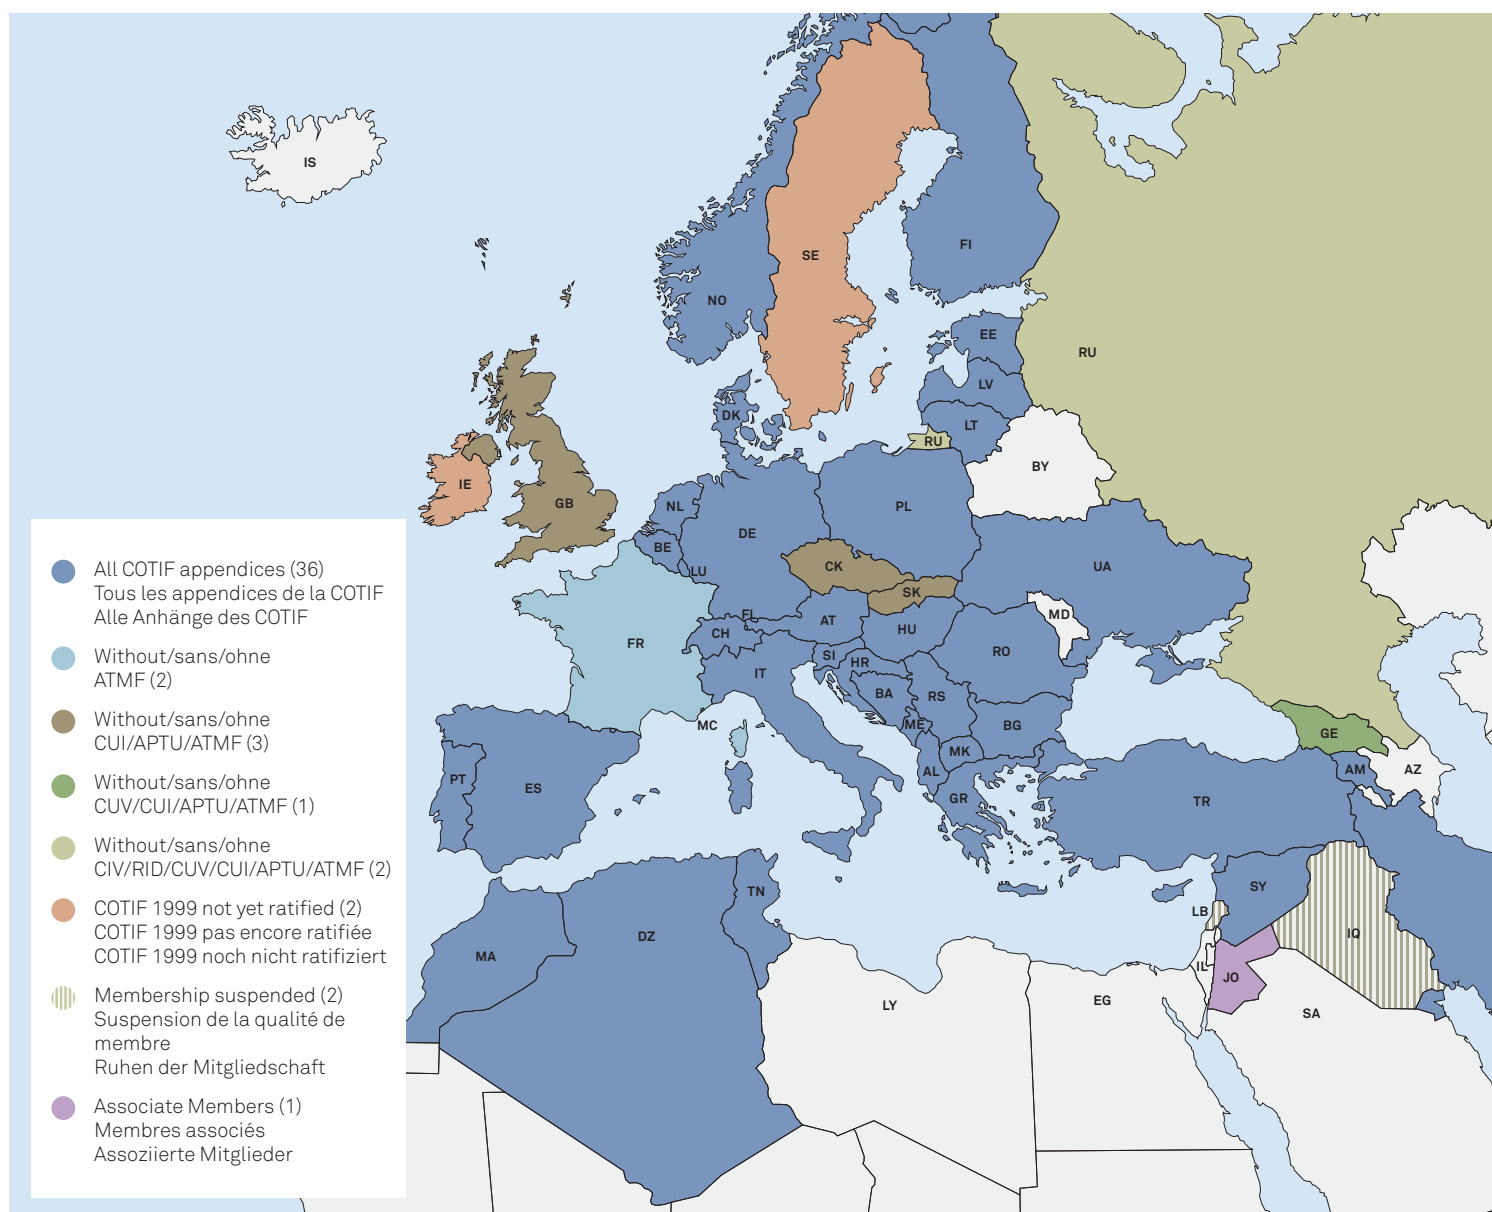 IS
SE
FI
NO
EE
RU
LV
DK
LT
RU
BY
IE
GB
NL
DE
PL
BE
LU
CK
SK
UA
FL
AT
MD
FR
CH
HU
SI
HR
RO
IT
BA
RS
MC
ME
BG
GE
MK
AL
AM
AZ
PT
ES
GR
TR
TN
SY
LB
DZ
MA
IQ
IL
JO
LY
EG
SA
All COTIF appendices (36)
Tous les appendices de la COTIF
Alle Anhänge des COTIF
Without/sans/ohne
ATMF (2)
Without/sans/ohne
CUI/APTU/ATMF (3)
Without/sans/ohne
CUV/CUI/APTU/ATMF (1)
Without/sans/ohne
CIV/RID/CUV/CUI/APTU/ATMF (2)
COTIF 1999 not yet ratified (2)
COTIF 1999 pas encore ratifiée
COTIF 1999 noch nicht ratifiziert
Membership suspended (2)
Suspension de la qualité de
membre
Ruhen der Mitgliedschaft
Associate Members (1)
Membres associés
Assoziierte Mitglieder